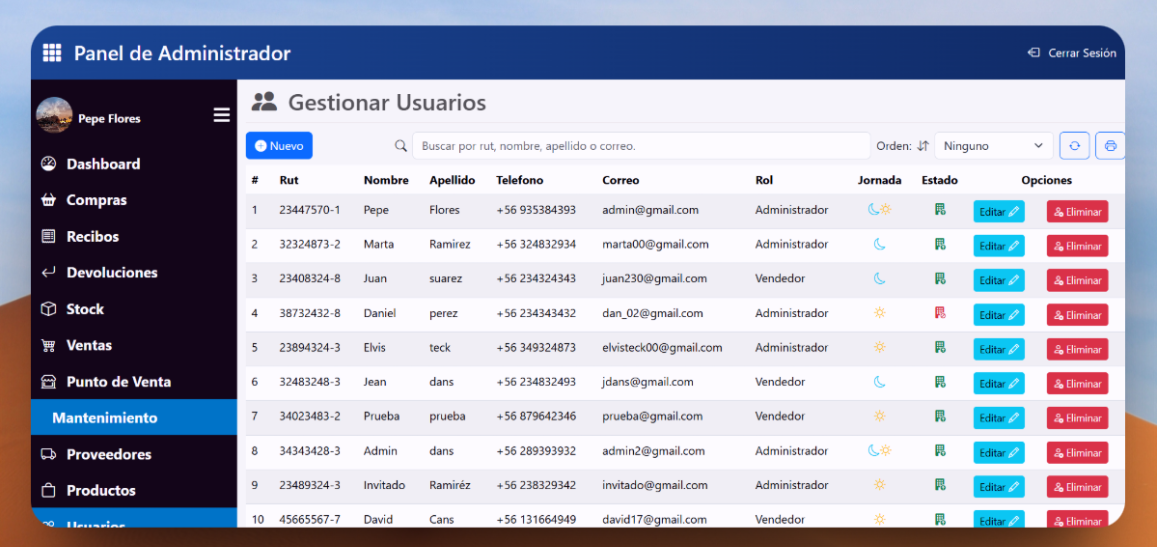 Panel de Administrador
Cerrar Sesión
Pepe Flores
Dashboard
Compras
Recibos
Devoluciones
Stock
Ventas
Punto de Venta
Mantenimiento
Proveedores
Productos
Usuarios
Gestionar Usuarios
Nuevo
Buscar por rut, nombre, apellido o correo.
Orden: Ninguno
# Rut Nombre Apellido Telefono Correo Rol Jornada Estado Opciones
1 23447570-1 Pepe Flores +56 935384393 admin@gmail.com Administrador Editar Eliminar
2 32324873-2 Marta Ramirez +56 324832934 marta00@gmail.com Administrador Editar Eliminar
3 23408324-8 Juan suarez +56 234324343 juan230@gmail.com Vendedor Editar Eliminar
4 38732432-8 Daniel perez +56 234343432 dan_02@gmail.com Administrador Editar Eliminar
5 23894324-3 Elvis teck +56 349324873 elvisteck00@gmail.com Administrador Editar Eliminar
6 32483248-3 Jean dans +56 234832493 jdans@gmail.com Vendedor Editar Eliminar
7 34023483-2 Prueba prueba +56 879642346 prueba@gmail.com Vendedor Editar Eliminar
8 34343428-3 Admin dans +56 289393932 admin2@gmail.com Administrador Editar Eliminar
9 23489324-3 Invitado Ramiréz +56 238329342 invitado@gmail.com Administrador Editar Eliminar
10 45665567-7 David Cans +56 131664949 david17@gmail.com Vendedor Editar Eliminar